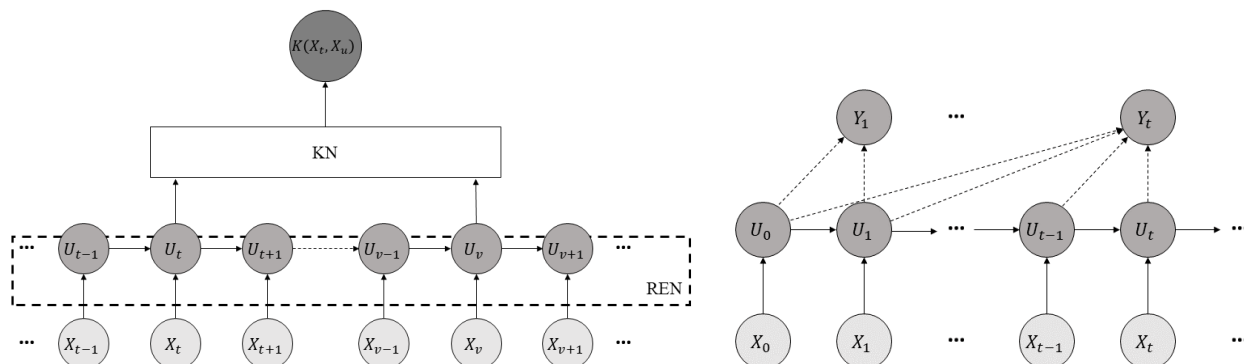 K(X_t, X_u)
KN
... U_{t-1} U_t U_{t+1} U_{v-1} U_v U_{v+1} ...
REN
... X_{t-1} X_t X_{t+1} X_{v-1} X_v X_{v+1} ...
Y_1 ... Y_t
U_0 U_1 ... U_{t-1} U_t ...
X_0 X_1 ... X_{t-1} X_t ...